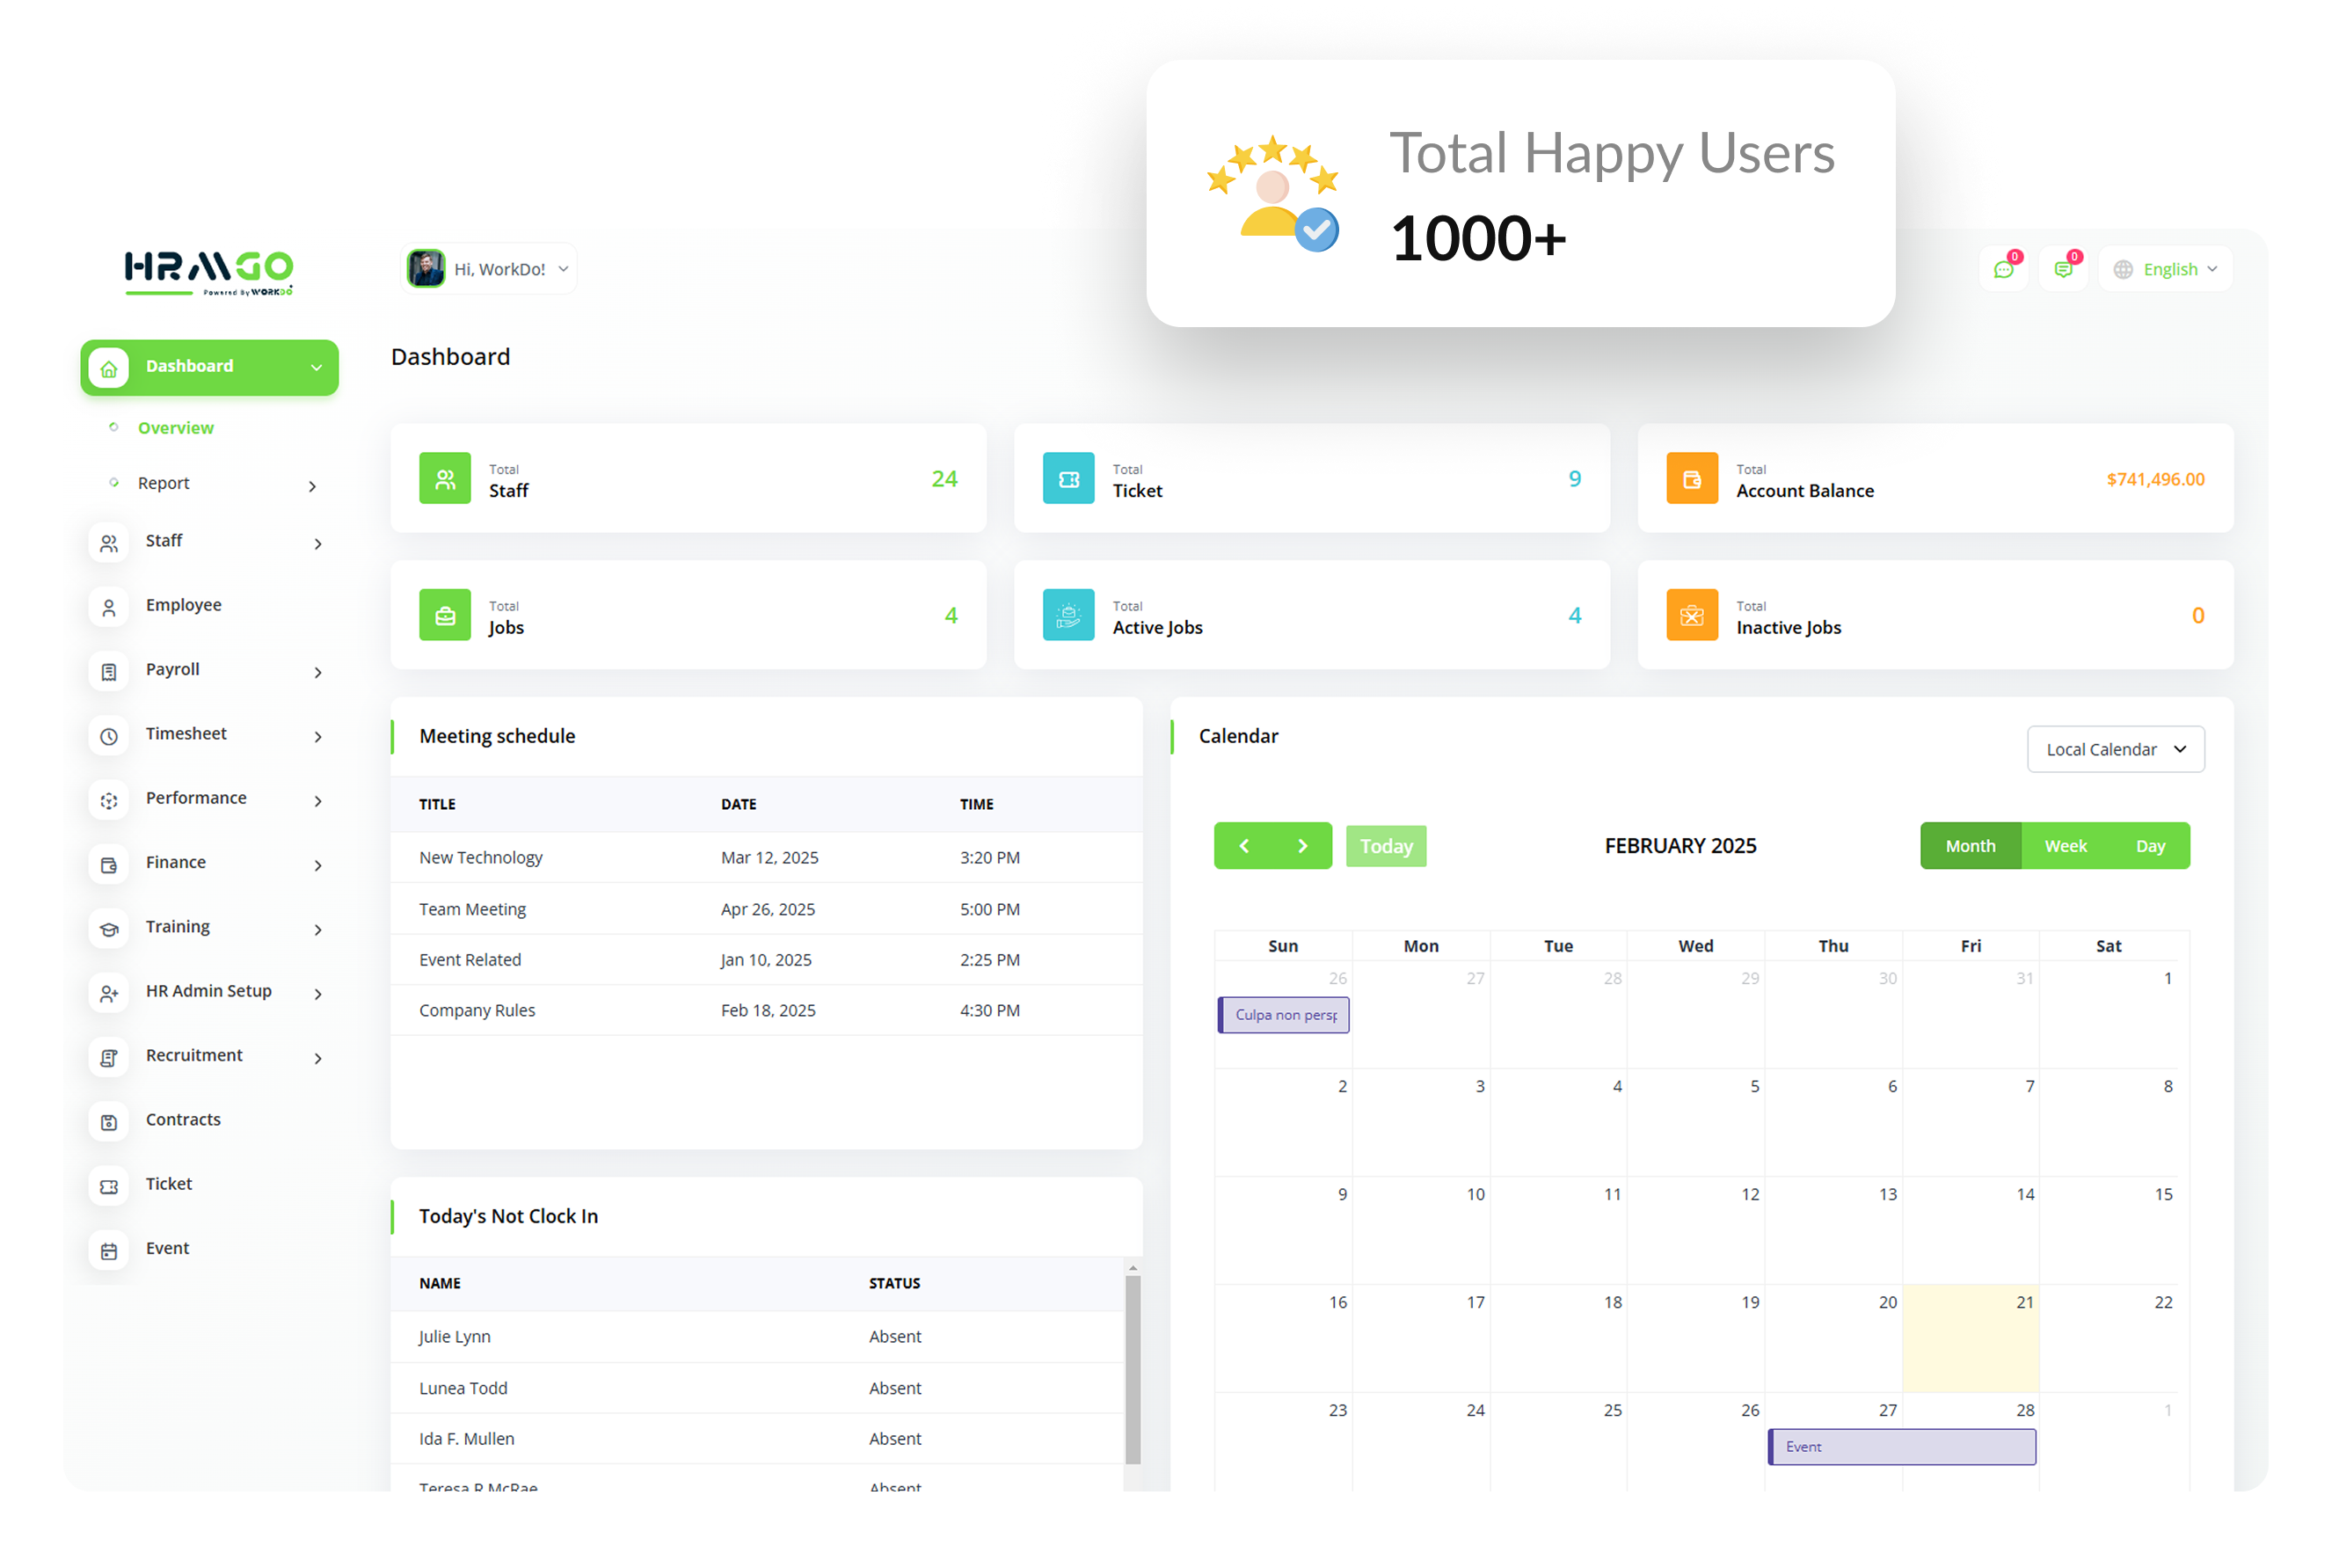 Total Happy Users
1000+
HRMGO
Powered By WORKDO
Hi, WorkDo!
0
0
English
Dashboard
Overview
Report
Staff
Employee
Payroll
Timesheet
Performance
Finance
Training
HR Admin Setup
Recruitment
Contracts
Ticket
Event
Dashboard
Total
Staff
24
Total
Ticket
9
Total
Account Balance
$741,496.00
Total
Jobs
4
Total
Active Jobs
4
Total
Inactive Jobs
0
Meeting schedule
TITLE DATE TIME
New Technology Mar 12, 2025 3:20 PM
Team Meeting Apr 26, 2025 5:00 PM
Event Related Jan 10, 2025 2:25 PM
Company Rules Feb 18, 2025 4:30 PM
Today's Not Clock In
NAME STATUS
Julie Lynn Absent
Lunea Todd Absent
Ida F. Mullen Absent
Teresa R McRae Absent
Calendar
Local Calendar
Today
FEBRUARY 2025
Month Week Day
Sun Mon Tue Wed Thu Fri Sat
26 27 28 29 30 31 1
Culpa non persp
2 3 4 5 6 7 8
9 10 11 12 13 14 15
16 17 18 19 20 21 22
23 24 25 26 27 28 1
Event